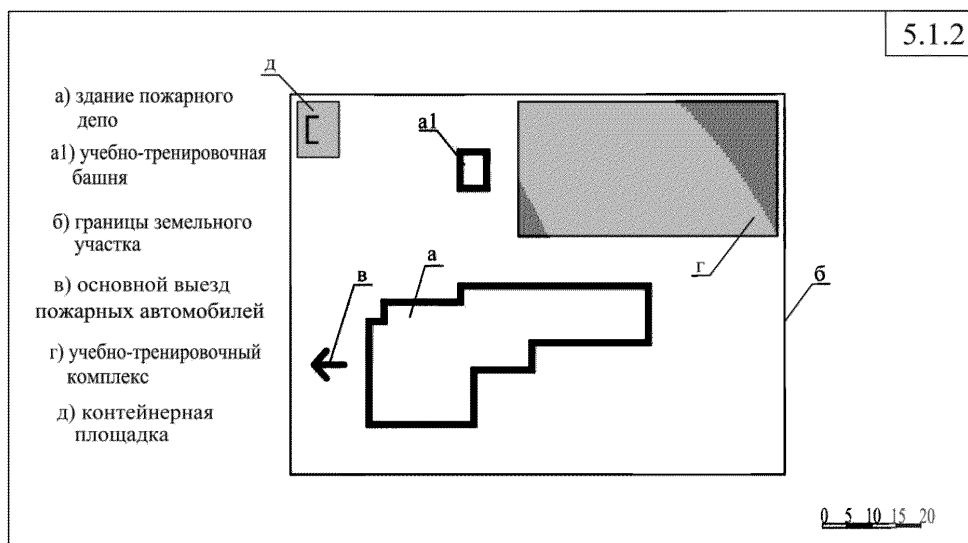 5.1.2
а) здание пожарного
депо
а1) учебно-тренировочная
башня
б) границы земельного
участка
в) основной выезд
пожарных автомобилей
г) учебно-тренировочный
комплекс
д) контейнерная
площадка
д
а1
г
б
а
в
0 5 10 15 20